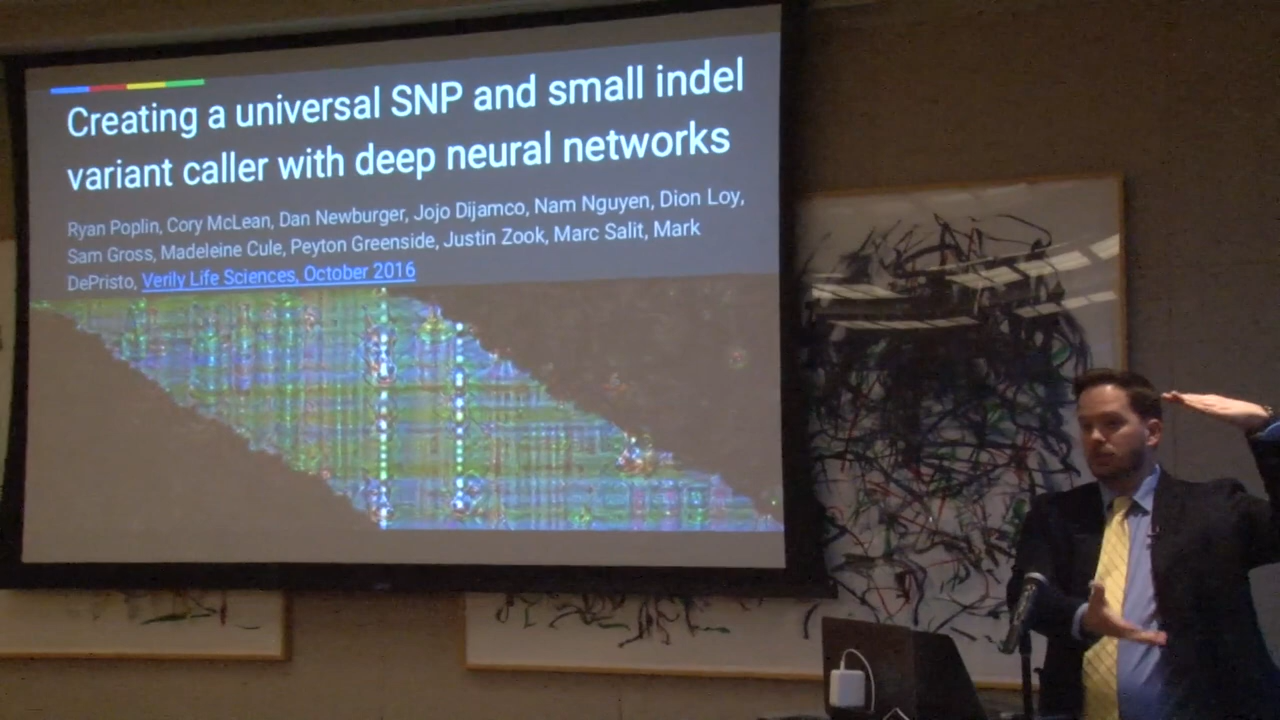 Creating a universal SNP and small indel
variant caller with deep neural networks
Ryan Poplin, Cory McLean, Dan Newburger, Jojo Dijamco, Nam Nguyen, Dion Loy,
Sam Gross, Madeleine Cule, Peyton Greenside, Justin Zook, Marc Salit, Mark
DePristo, Verily Life Sciences, October 2016